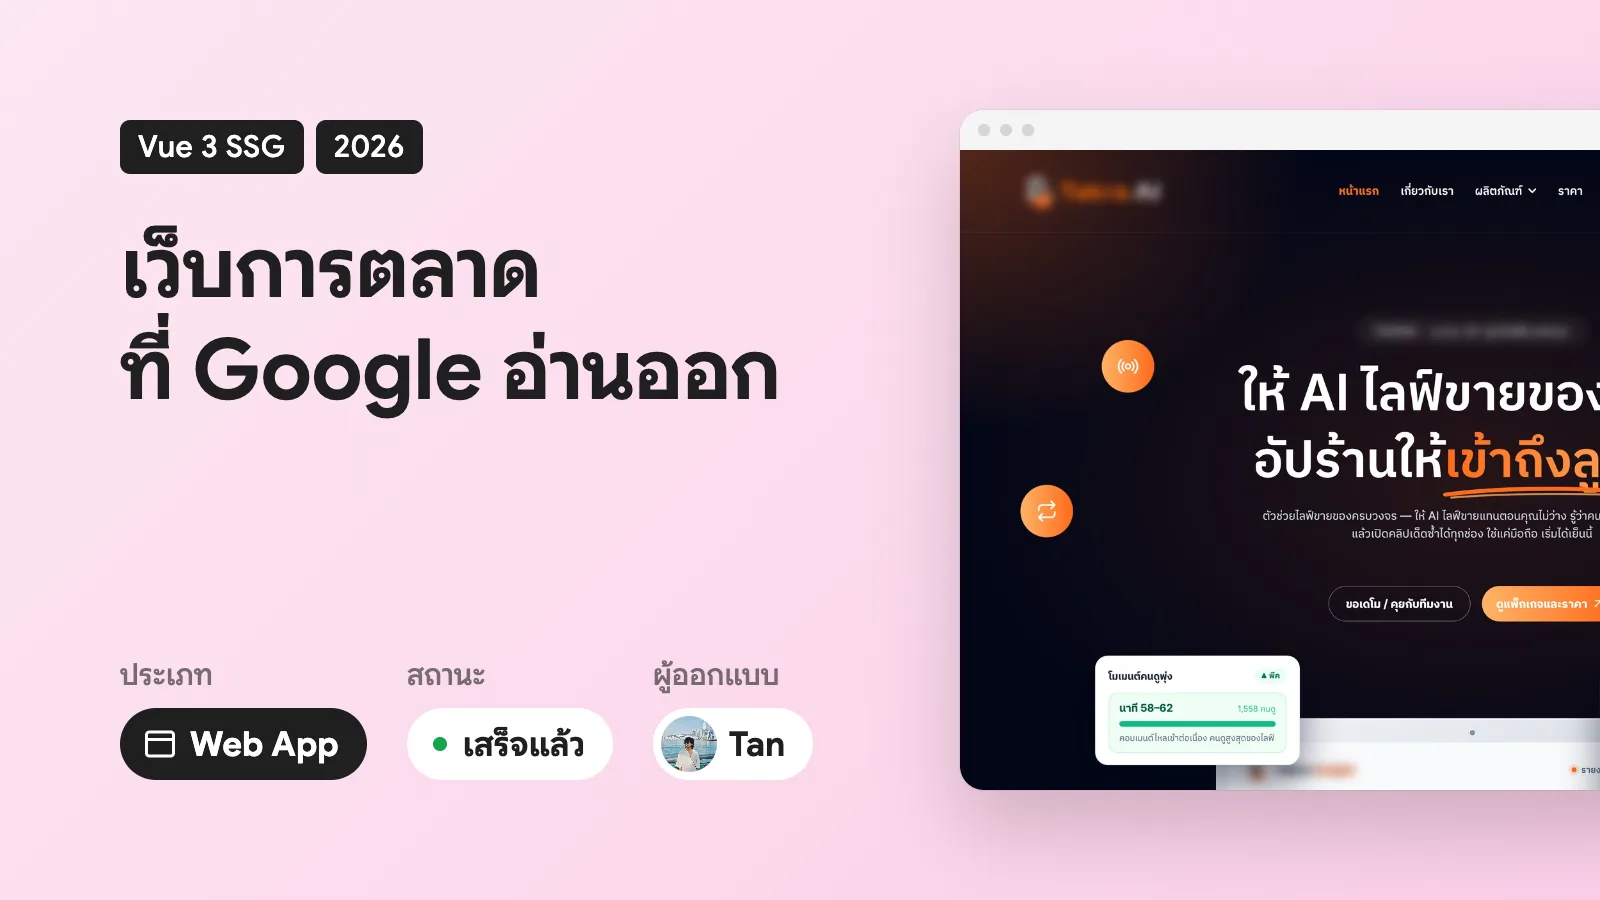 Vue 3 SSG
2026
เว็บการตลาด
ที่ Google อ่านออก
ประเภท
สถานะ
ผู้ออกแบบ
Web App
เสร็จแล้ว
Tan
หน้าแรก
เกี่ยวกับเรา
ผลิตภัณฑ์
ราคา
ให้ AI ไลฟ์ขายของ
อัปร้านให้เข้าถึงลู
ตัวช่วยไลฟ์ขายของครบวงจร — ให้ AI ไลฟ์ขายแทนตอนคุณไม่ว่าง รู้ว่าคน
แล้วเปิดคลิปเด็ดซ้ำได้ทุกช่อง ใช้แค่มือถือ เริ่มได้เย็นนี้
ขอเดโม / คุยกับทีมงาน
ดูแพ็กเกจและราคา
โมเมนต์คนดูพุ่ง
▲ พีค
นาที 58–62
1,558 คนดู
คอมเมนต์ไหลเข้าต่อเนื่อง คนดูสูงสุดของไลฟ์